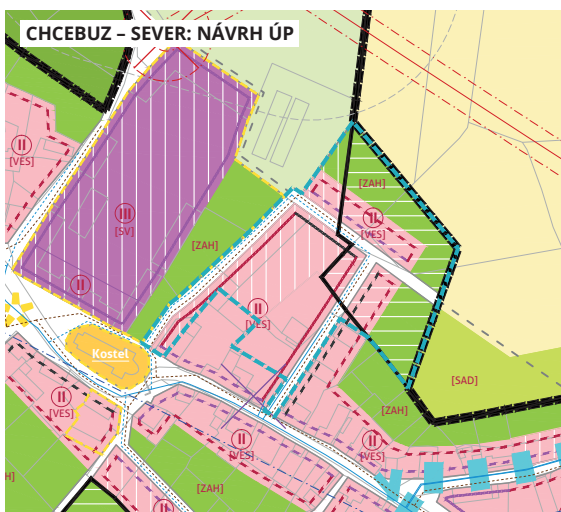 CHCEBUZ – SEVER: NÁVRH ÚP
II
[VES]
[ZAH]
II
[VES]
III
[SV]
[ZAH]
II
II
[VES]
Kostel
[SAD]
II
[VES]
[ZAH]
II
[VES]
II
[VES]
H]
[ZAH]
II